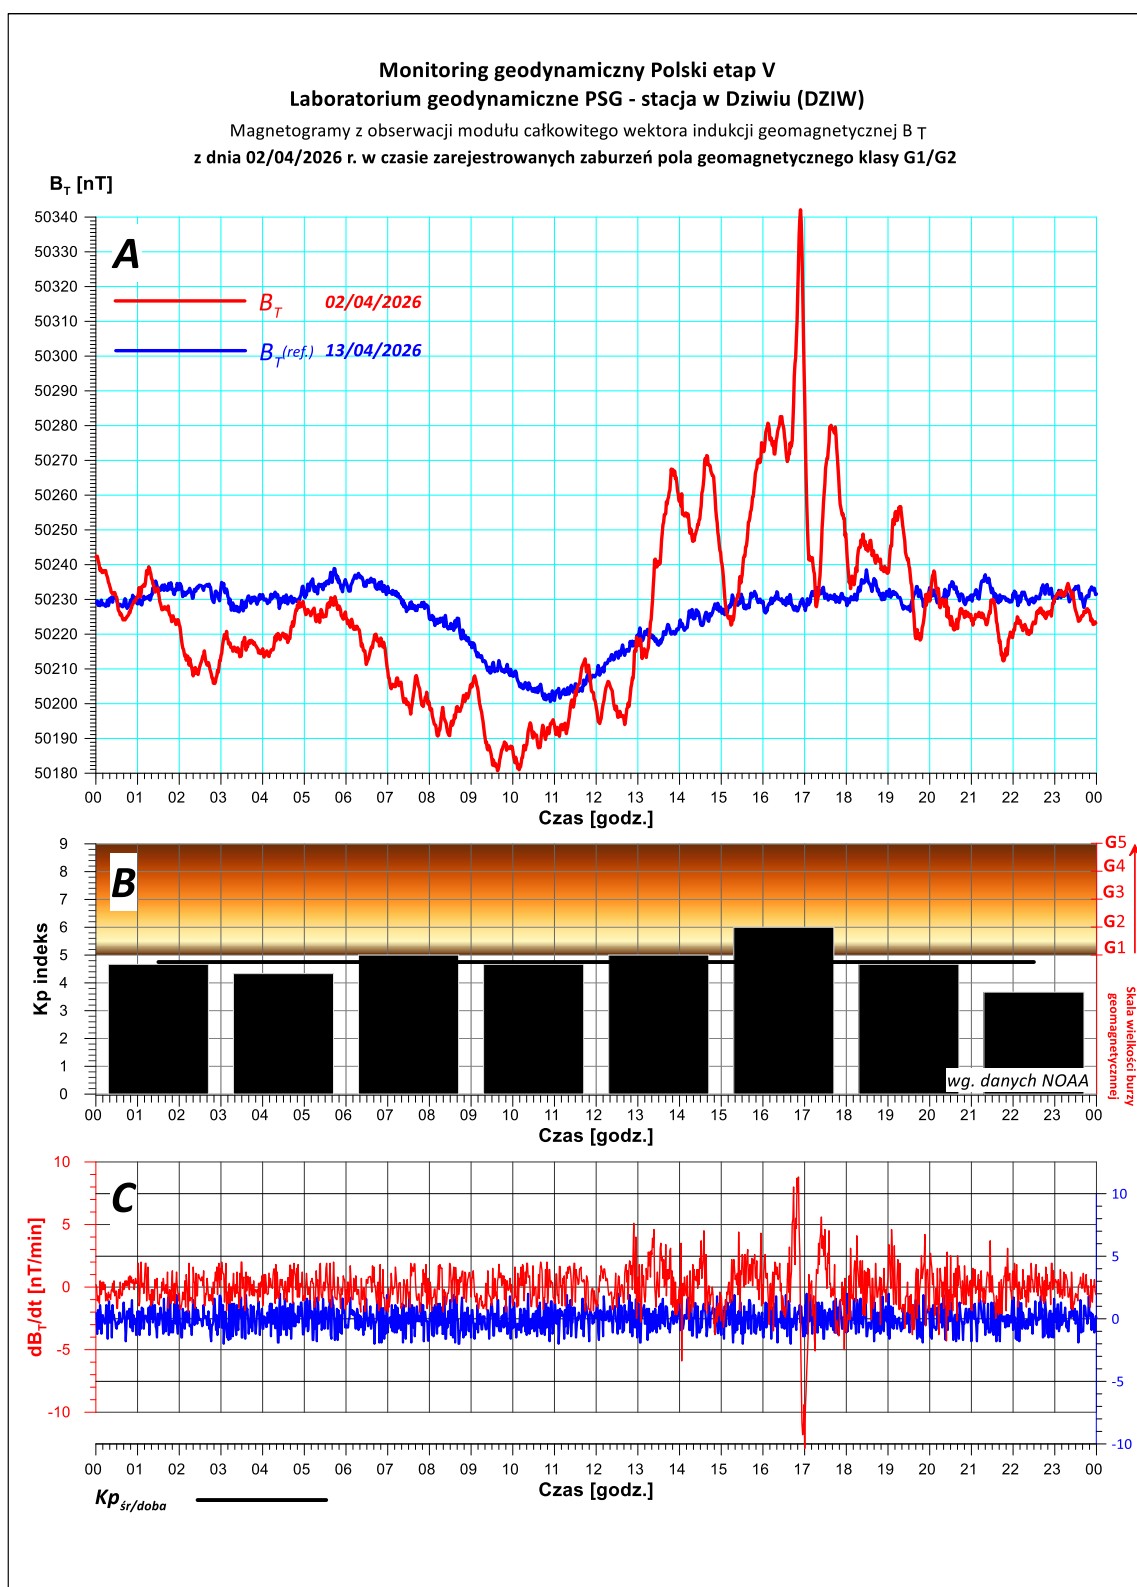 Monitoring geodynamiczny Polski etap V
Laboratorium geodynamiczne PSG - stacja w Dziwiu (DZIW)
Magnetogramy z obserwacji modułu całkowitego wektora indukcji geomagnetycznej B T
z dnia 02/04/2026 r. w czasie zarejestrowanych zaburzeń pola geomagnetycznego klasy G1/G2
BT [nT]
50340
50330
50320
50310
50300
50290
50280
50270
50260
50250
50240
50230
50220
50210
50200
50190
50180
A
BT 02/04/2026
BT(ref.) 13/04/2026
00 01 02 03 04 05 06 07 08 09 10 11 12 13 14 15 16 17 18 19 20 21 22 23 00
Czas [godz.]
Kp indeks
9
8
7
6
5
4
3
2
1
0
B
G5
G4
G3
G2
G1
Skala wielkości burzy
geomagnetycznnej
wg. danych NOAA
00 01 02 03 04 05 06 07 08 09 10 11 12 13 14 15 16 17 18 19 20 21 22 23 00
Czas [godz.]
dBT/dt [nT/min]
10
5
0
-5
-10
C
10
5
0
-5
-10
00 01 02 03 04 05 06 07 08 09 10 11 12 13 14 15 16 17 18 19 20 21 22 23 00
Czas [godz.]
Kpśr/doba